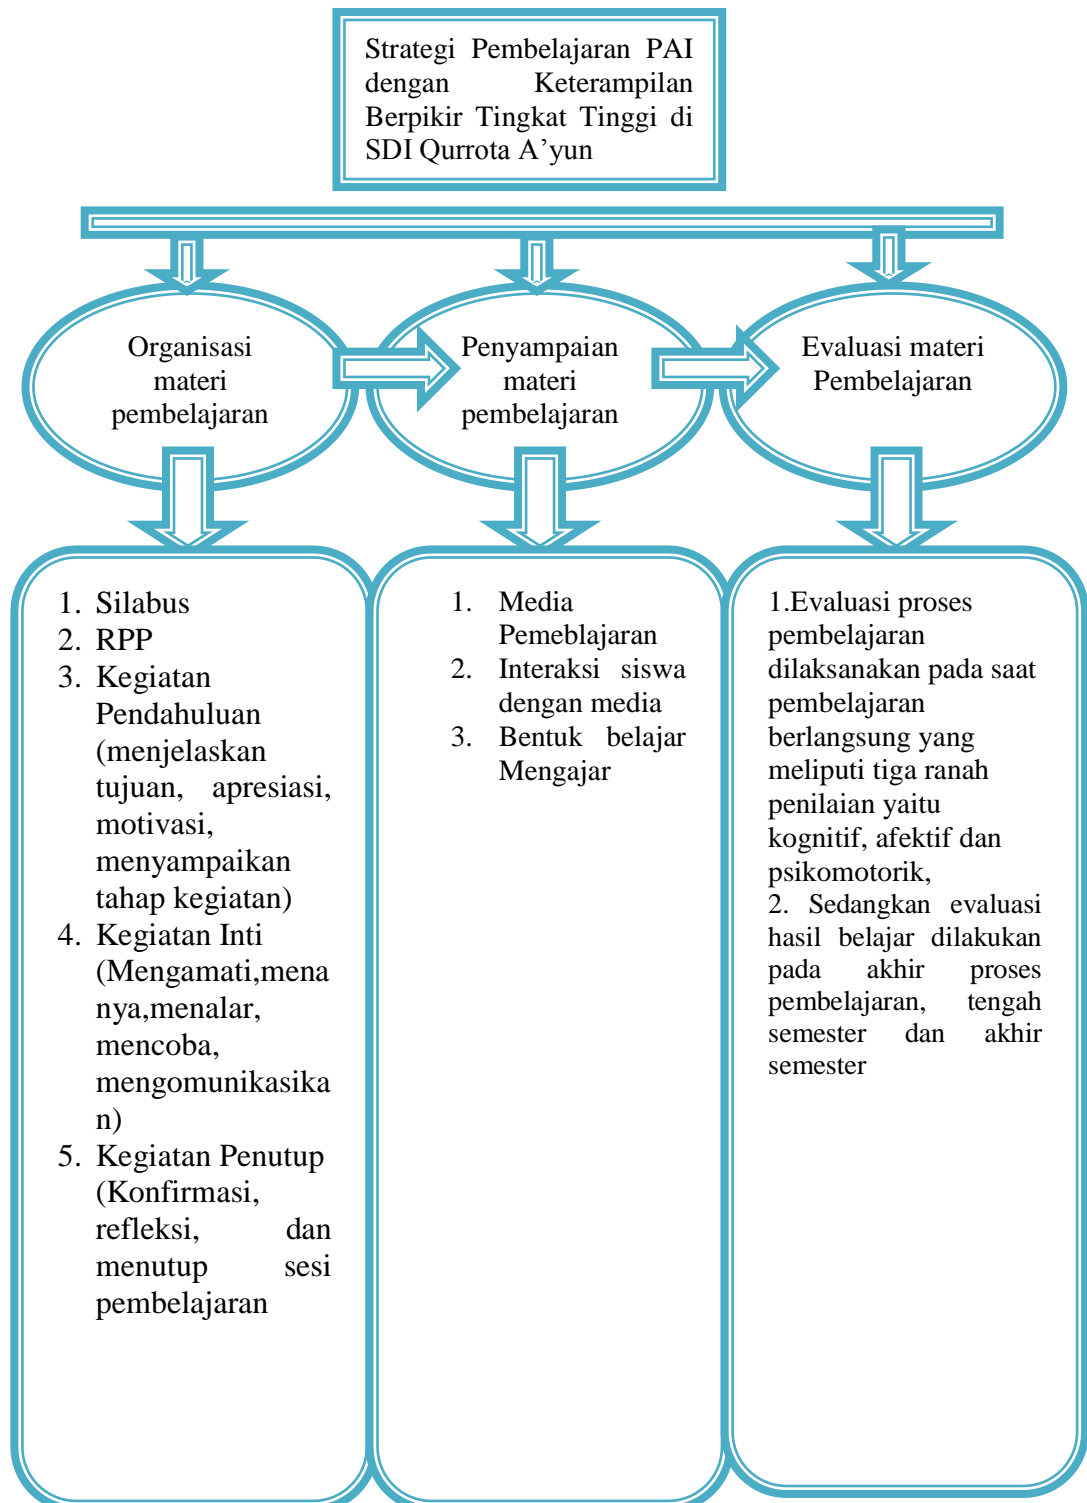 Strategi Pembelajaran PAI
dengan Keterampilan
Berpikir Tingkat Tinggi di
SDI Qurrota A’yun
Organisasi
materi
pembelajaran
Penyampaian
materi
pembelajaran
Evaluasi materi
Pembelajaran
1. Silabus
2. RPP
3. Kegiatan
Pendahuluan
(menjelaskan
tujuan, apresiasi,
motivasi,
menyampaikan
tahap kegiatan)
4. Kegiatan Inti
(Mengamati,mena
nya,menalar,
mencoba,
mengomunikasika
n)
5. Kegiatan Penutup
(Konfirmasi,
refleksi, dan
menutup sesi
pembelajaran
1. Media
Pemeblajaran
2. Interaksi siswa
dengan media
3. Bentuk belajar
Mengajar
1.Evaluasi proses
pembelajaran
dilaksanakan pada saat
pembelajaran
berlangsung yang
meliputi tiga ranah
penilaian yaitu
kognitif, afektif dan
psikomotorik,
2. Sedangkan evaluasi
hasil belajar dilakukan
pada akhir proses
pembelajaran, tengah
semester dan akhir
semester